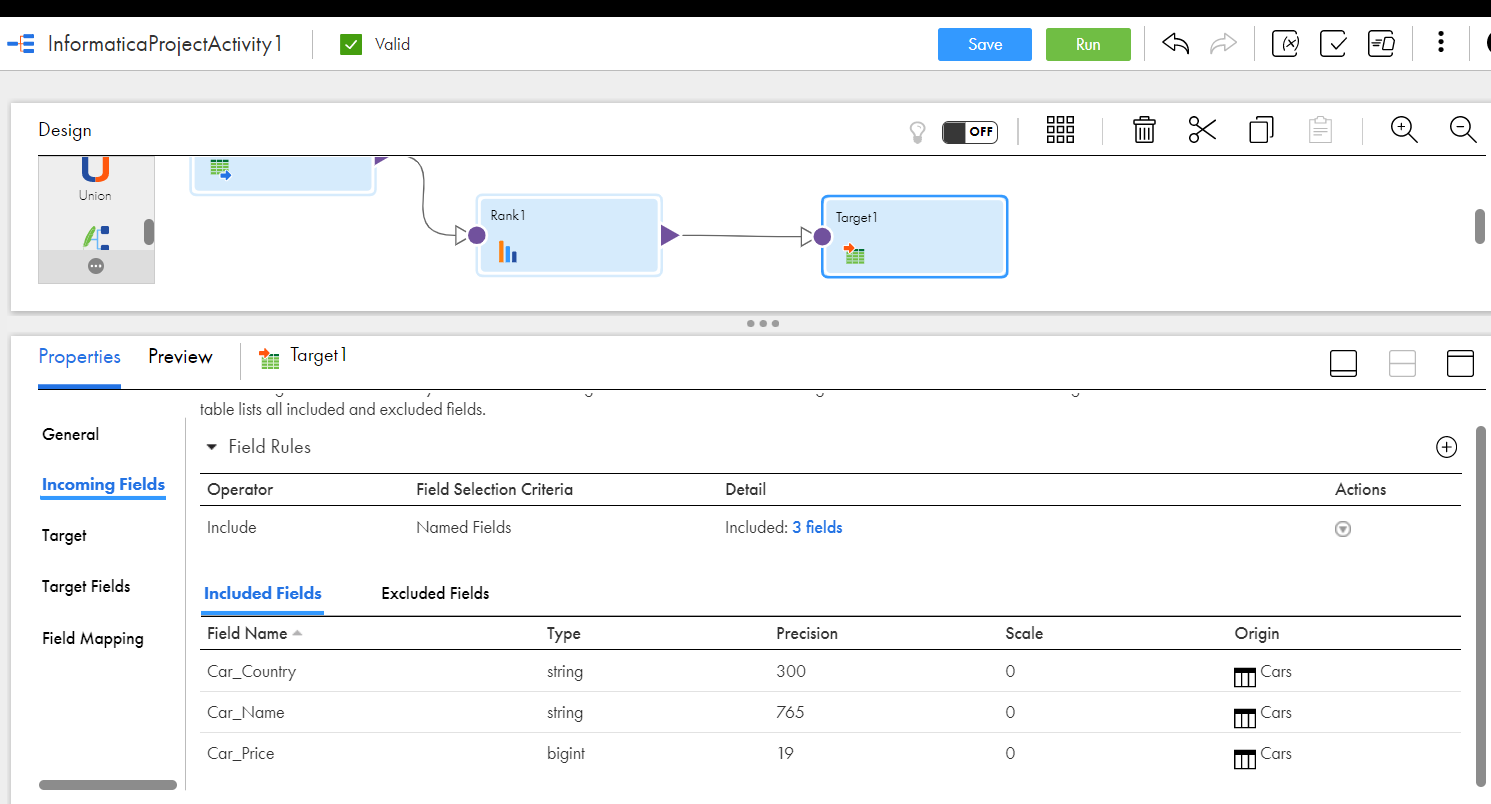 InformaticaProjectActivity1
Valid
Save
Run
Design
OFF
Union
Rank1
Target1
Properties
Preview
Target1
table lists all included and excluded fields.
General
Incoming Fields
Target
Target Fields
Field Mapping
Field Rules
Operator Field Selection Criteria Detail Actions
Include Named Fields Included: 3 fields
Included Fields Excluded Fields
Field Name Type Precision Scale Origin
Car_Country string 300 0 Cars
Car_Name string 765 0 Cars
Car_Price bigint 19 0 Cars